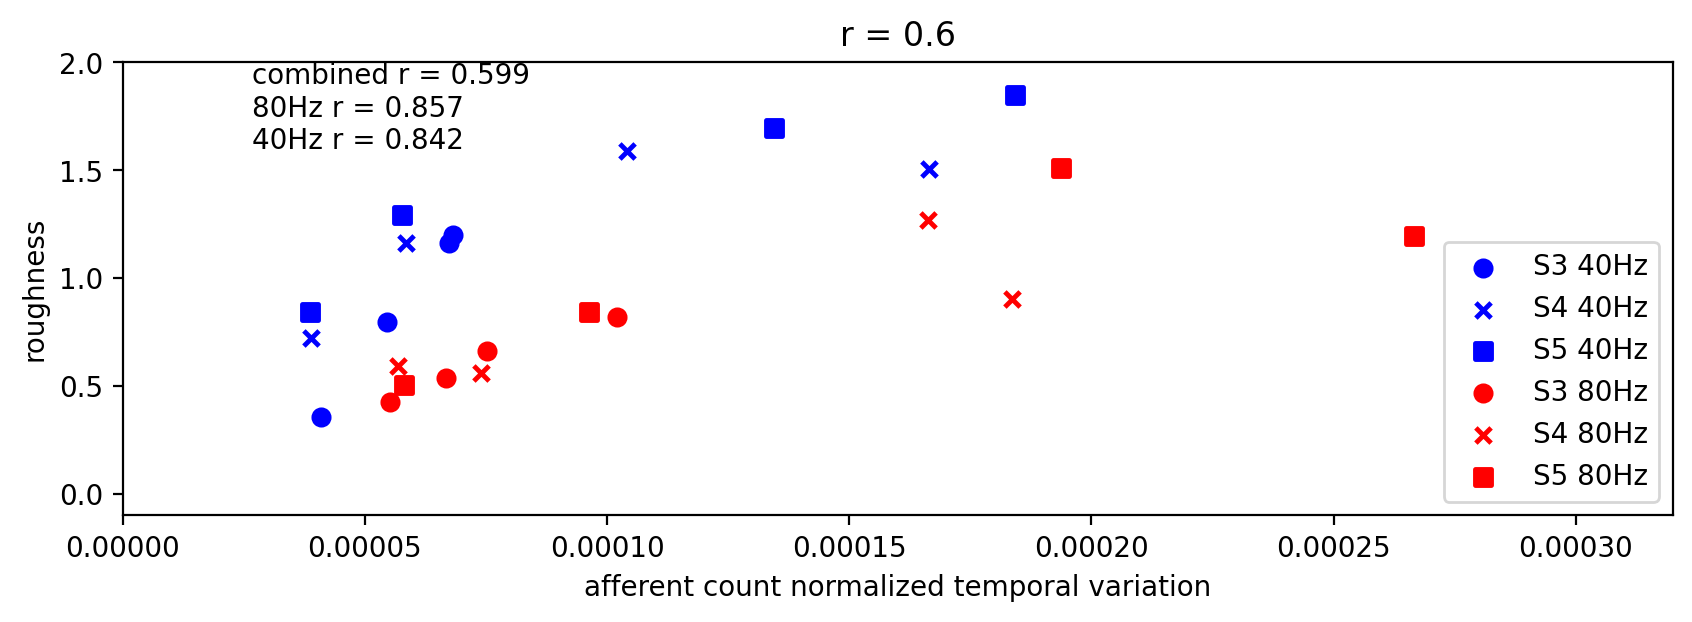 r = 0.6
combined r = 0.599
80Hz r = 0.857
40Hz r = 0.842
roughness
2.0
1.5
1.0
0.5
0.0
S3 40Hz
S4 40Hz
S5 40Hz
S3 80Hz
S4 80Hz
S5 80Hz
0.00000 0.00005 0.00010 0.00015 0.00020 0.00025 0.00030
afferent count normalized temporal variation